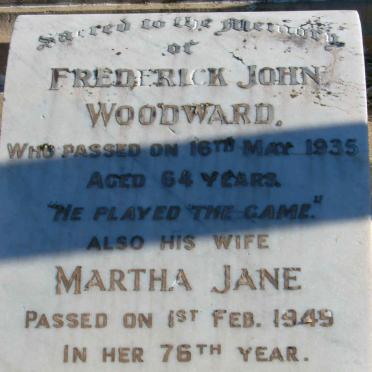 Sacred to the Memory
of
FREDERICK JOHN
WOODWARD.
WHO PASSED ON 16TH MAY 1935
AGED 64 YEARS.
"HE PLAYED THE GAME."
ALSO HIS WIFE
MARTHA JANE
PASSED ON 1ST FEB. 1949
IN HER 76TH YEAR.